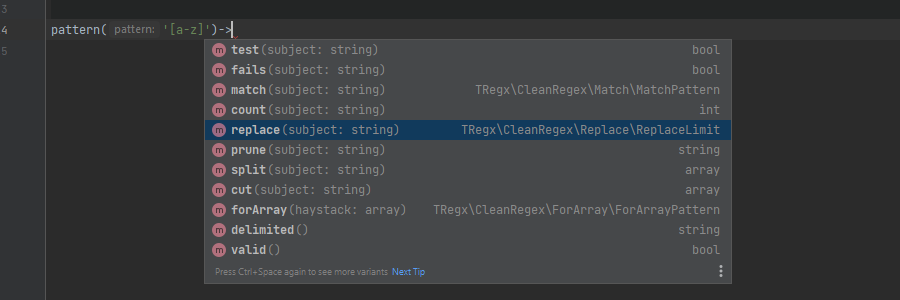 3
4 pattern( pattern: '[a-z]')->
5
m test(subject: string) bool
m fails(subject: string) bool
m match(subject: string) TRegx\CleanRegex\Match\MatchPattern
m count(subject: string) int
m replace(subject: string) TRegx\CleanRegex\Replace\ReplaceLimit
m prune(subject: string) string
m split(subject: string) array
m cut(subject: string) array
m forArray(haystack: array) TRegx\CleanRegex\ForArray\ForArrayPattern
m delimited() string
m valid() bool
Press Ctrl+Space again to see more variants Next Tip